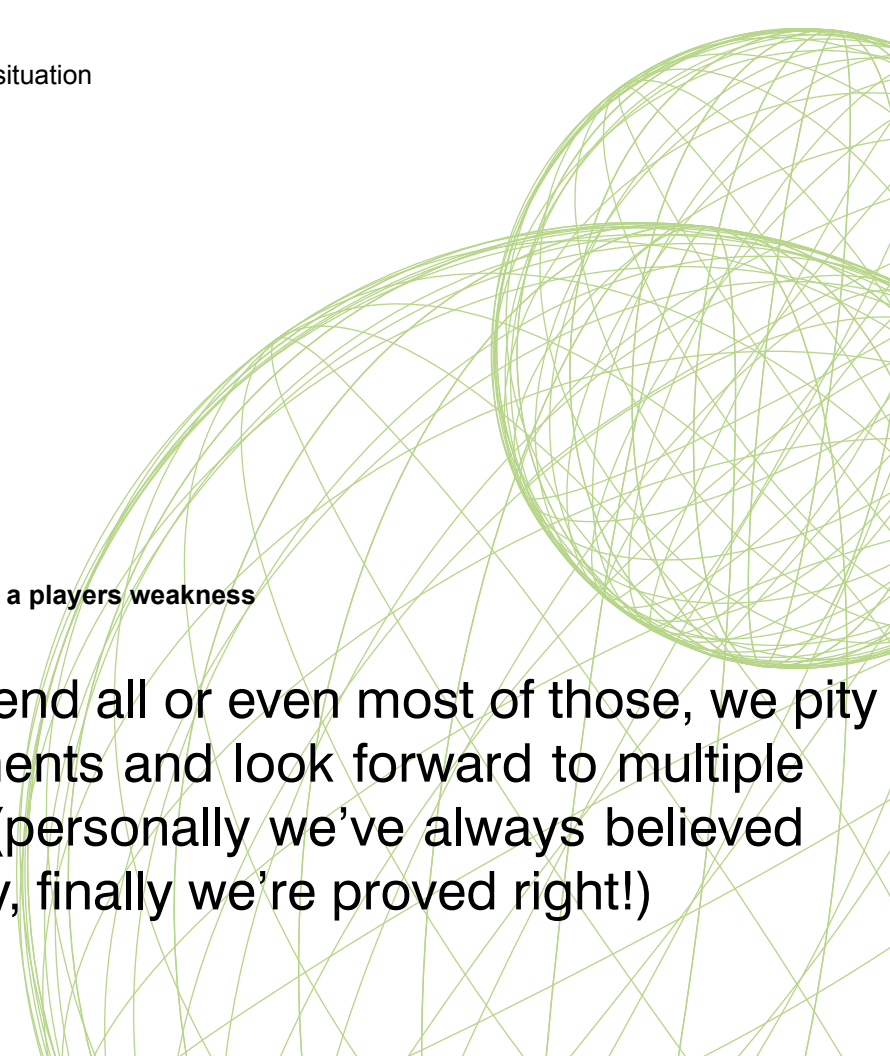 situation
a players weakness
end all or even most of those, we pity
ents and look forward to multiple
(personally we've always believed
, finally we're proved right!)